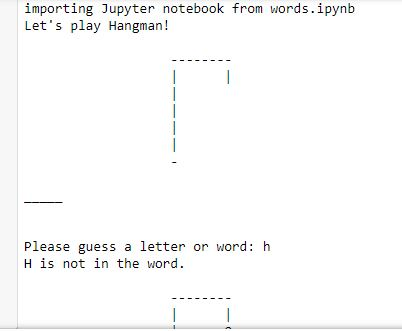 importing Jupyter notebook from words.ipynb
Let's play Hangman!
--------
|      |
|
|
|
|
-
_____
Please guess a letter or word: h
H is not in the word.
--------
|      |